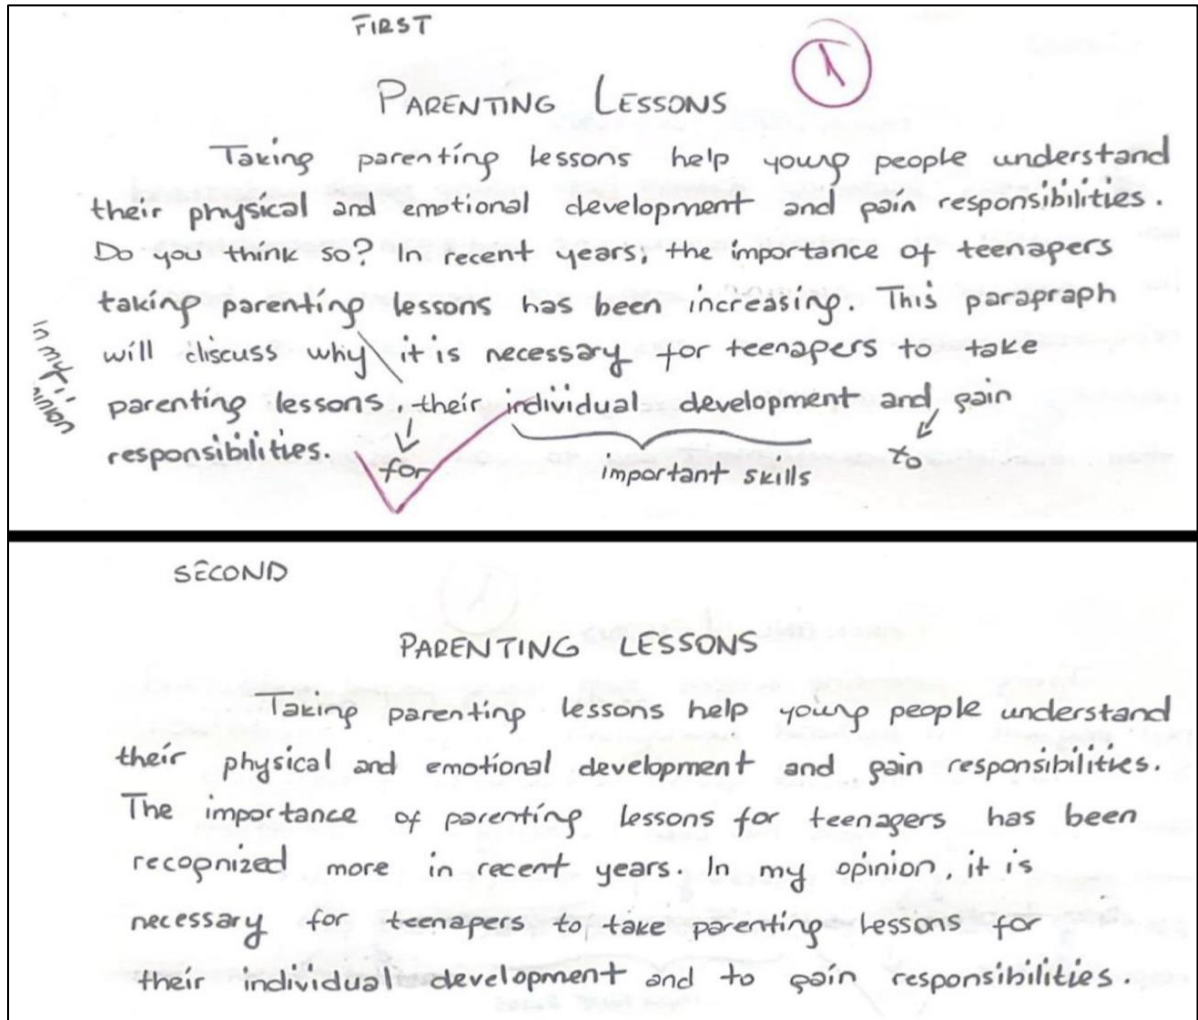 FIRST
1
PARENTING LESSONS
Taking parenting lessons help young people understand
their physical and emotional development and gain responsibilities.
Do you think so? In recent years, the importance of teenagers
taking parenting lessons has been increasing. This paragraph
will discuss why it is necessary for teenagers to take
in my
parenting lessons, their individual development and gain
responsibilities.
for
important skills
to
SECOND
PARENTING LESSONS
Taking parenting lessons help young people understand
their physical and emotional development and gain responsibilities.
The importance of parenting lessons for teenagers has been
recognized more in recent years. In my opinion, it is
necessary for teenagers to take parenting lessons for
their individual development and to gain responsibilities.